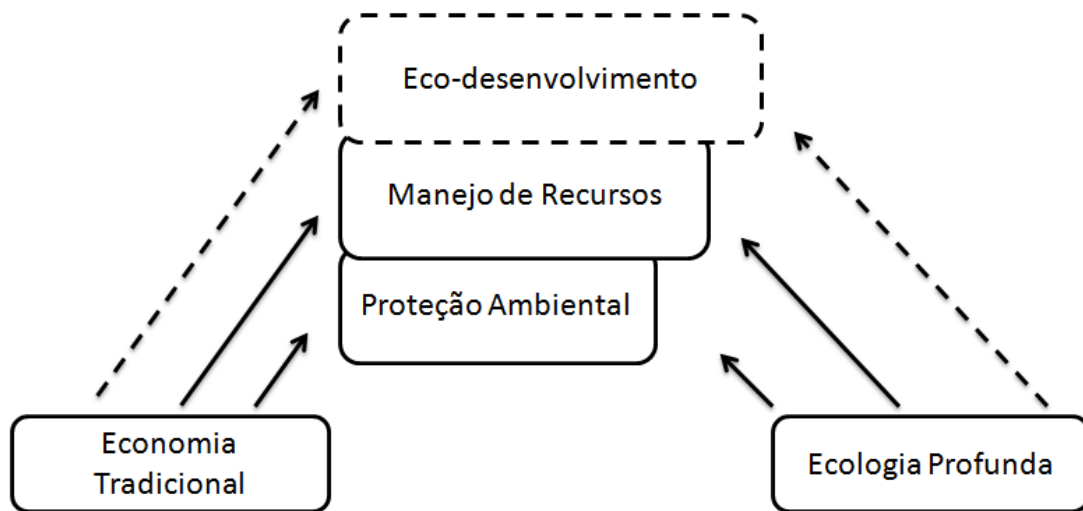 Eco-desenvolvimento
Manejo de Recursos
Proteção Ambiental
Economia
Tradicional
Ecologia Profunda